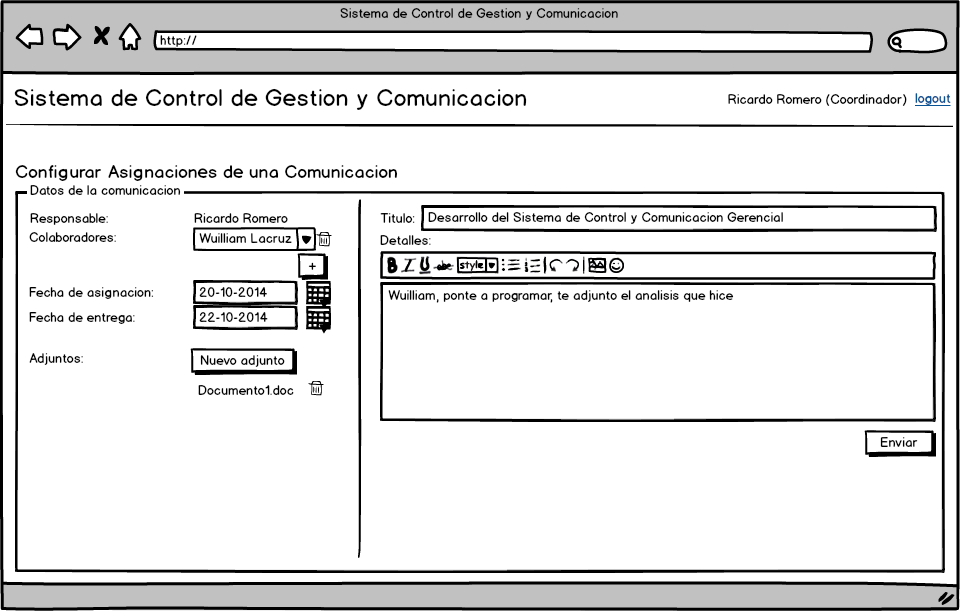 Sistema de Control de Gestion y Comunicacion
http://
Sistema de Control de Gestion y Comunicacion
Ricardo Romero (Coordinador) logout
Configurar Asignaciones de una Comunicacion
Datos de la comunicacion
Responsable: Ricardo Romero
Colaboradores: Wuilliam Lacruz
+
Fecha de asignacion: 20-10-2014
Fecha de entrega: 22-10-2014
Adjuntos: Nuevo adjunto
Documento1.doc
Titulo: Desarrollo del Sistema de Control y Comunicacion Gerencial
Detalles:
B I U abc style
Wuilliam, ponte a programar, te adjunto el analisis que hice
Enviar